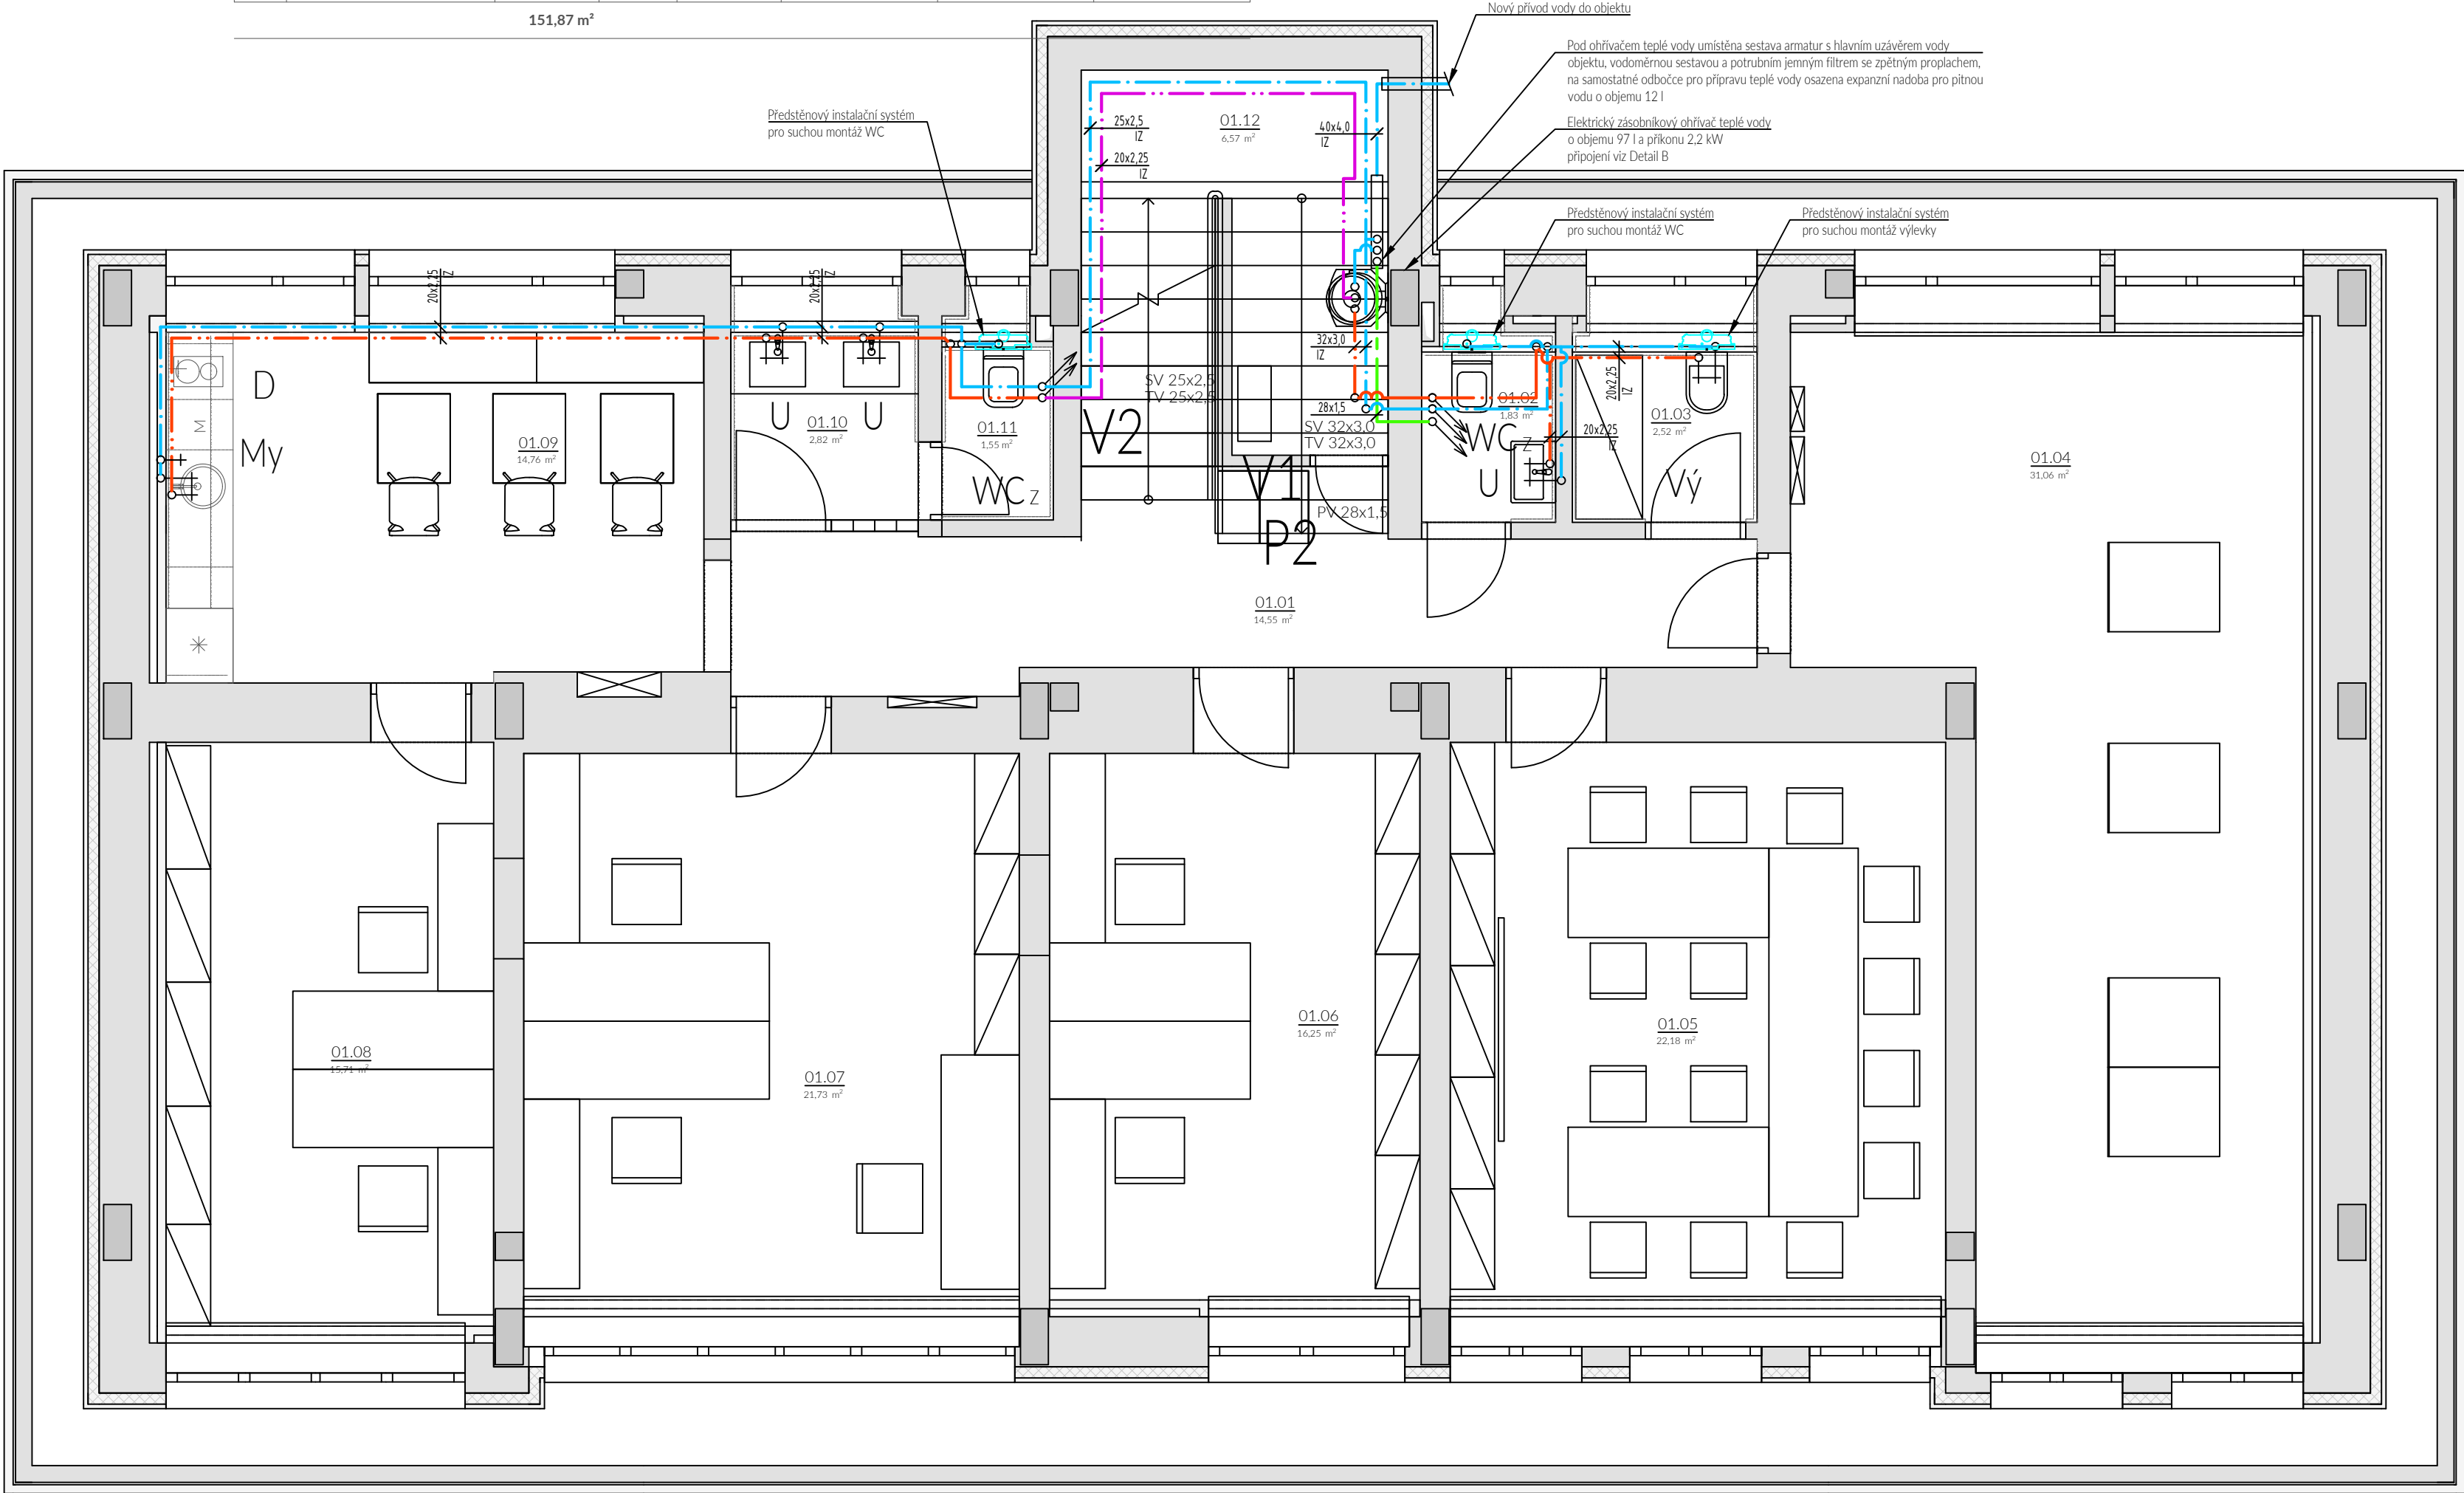 151,87 m²
Nový přívod vody do objektu
Pod ohřívačem teplé vody umístěna sestava armatur s hlavním uzávěrem vody
objektu, vodoměrnou sestavou a potrubním jemným filtrem se zpětným proplachem,
na samostatné odbočce pro přípravu teplé vody osazena expanzní nadoba pro pitnou
vodu o objemu 12 l
Předstěnový instalační systém
pro suchou montáž WC
Elektrický zásobníkový ohřívač teplé vody
o objemu 97 l a příkonu 2,2 kW
připojení viz Detail B
25x2,5
IZ
20x2,25
IZ
01.12
6,57 m²
40x4,0
IZ
Předstěnový instalační systém
pro suchou montáž WC
Předstěnový instalační systém
pro suchou montáž výlevky
20x2,25
IZ
20x2,25
IZ
32x3,0
IZ
20x2,25
IZ
D
My
M
01.09
14,76 m²
U
U
01.10
2,82 m²
01.11
1,55 m²
WC Z
SV 25x2,5
TV 25x2,5
V2
28x1,5
SV 32x3,0
TV 32x3,0
V1
PV 28x1,5
P2
01.02
1,83 m²
WC Z
U
20x2,25
IZ
01.03
2,52 m²
Vý
01.04
31,06 m²
01.01
14,55 m²
01.08
15,71 m²
01.07
21,73 m²
01.06
16,25 m²
01.05
22,18 m²